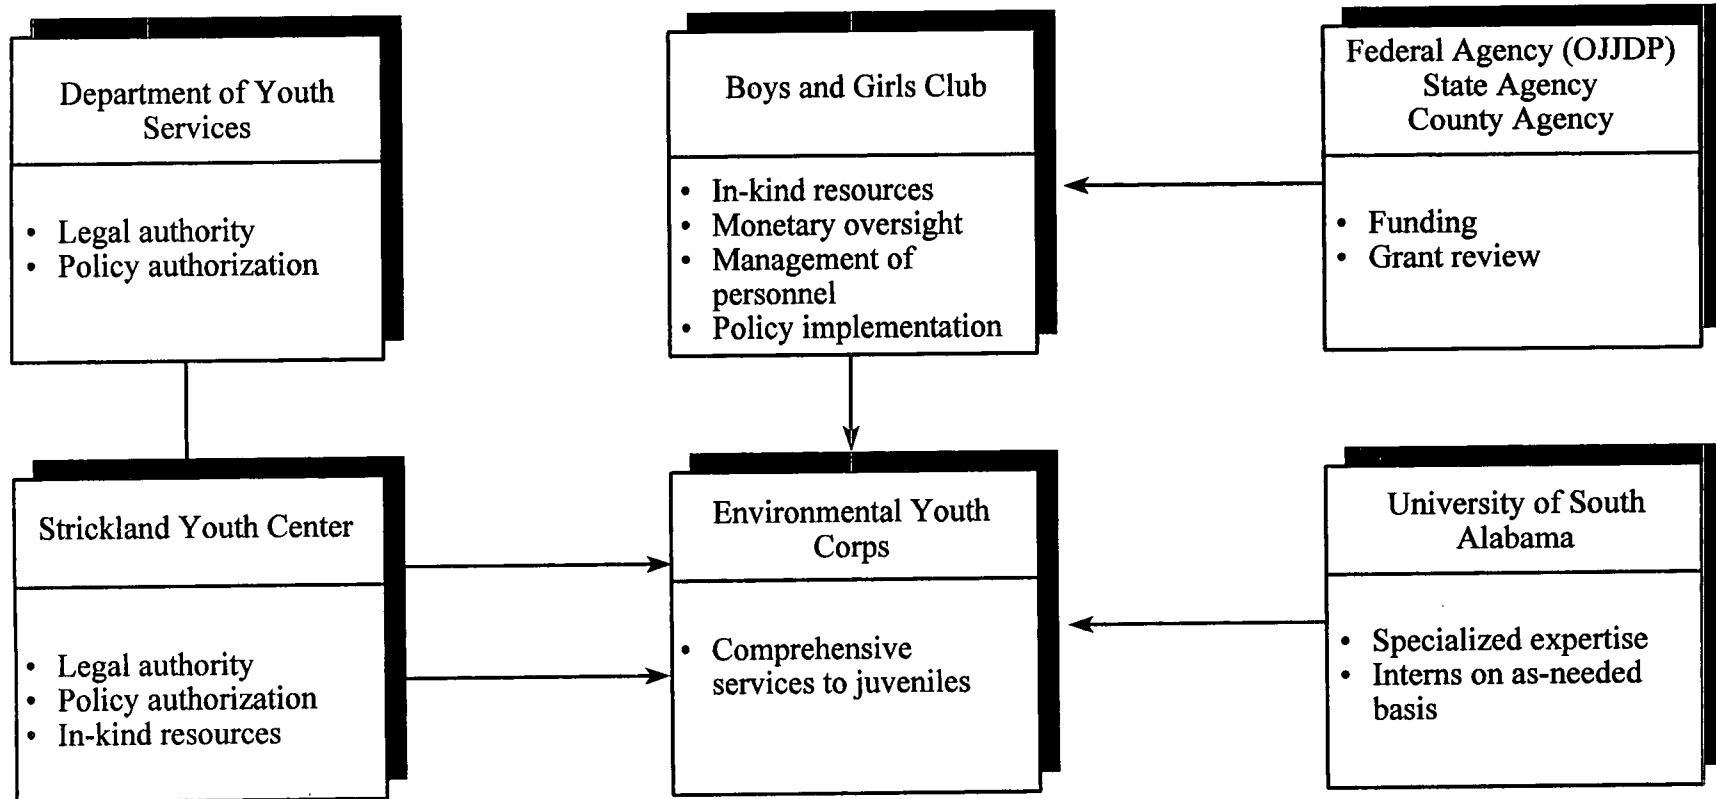 Department of Youth
Services
• Legal authority
• Policy authorization
Boys and Girls Club
• In-kind resources
• Monetary oversight
• Management of
personnel
• Policy implementation
Federal Agency (OJJDP)
State Agency
County Agency
• Funding
• Grant review
Strickland Youth Center
• Legal authority
• Policy authorization
• In-kind resources
Environmental Youth
Corps
• Comprehensive
services to juveniles
University of South
Alabama
• Specialized expertise
• Interns on as-needed
basis